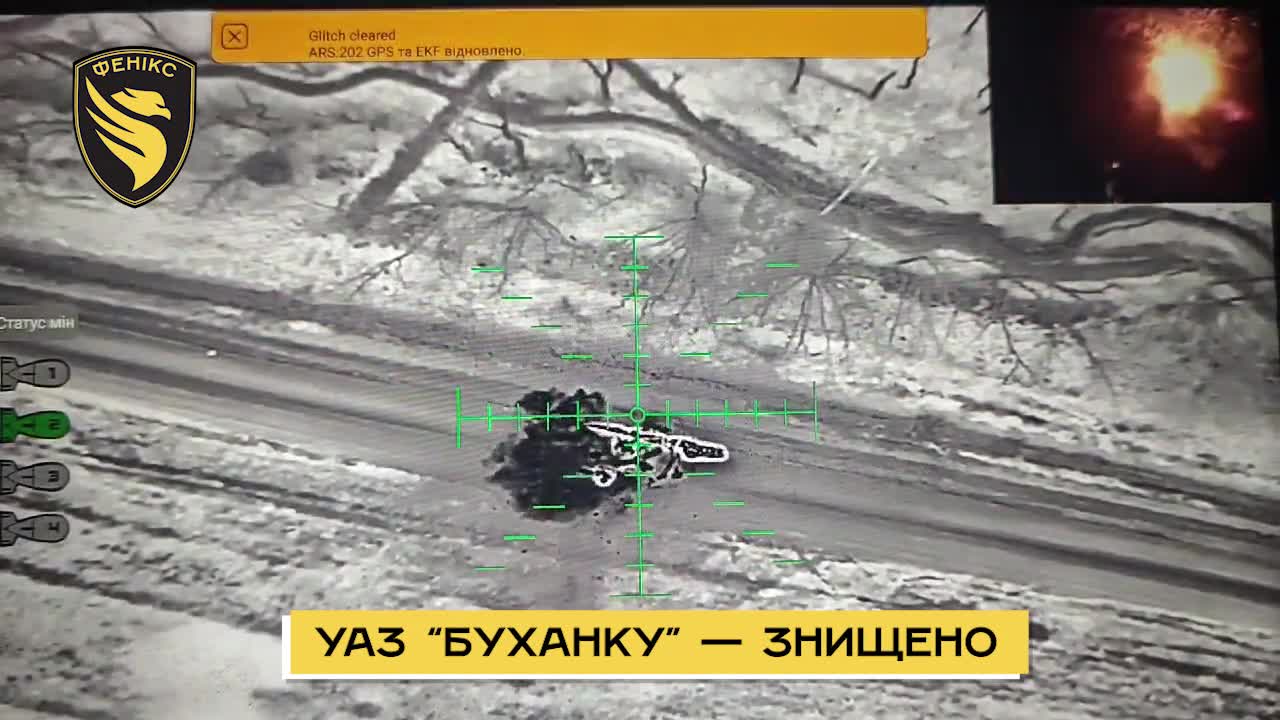 ФЕНІКС
Glitch cleared
ARS:202 GPS та EKF відновлено.
Статус мін
1
2
3
4
УАЗ “БУХАНКУ” — ЗНИЩЕНО